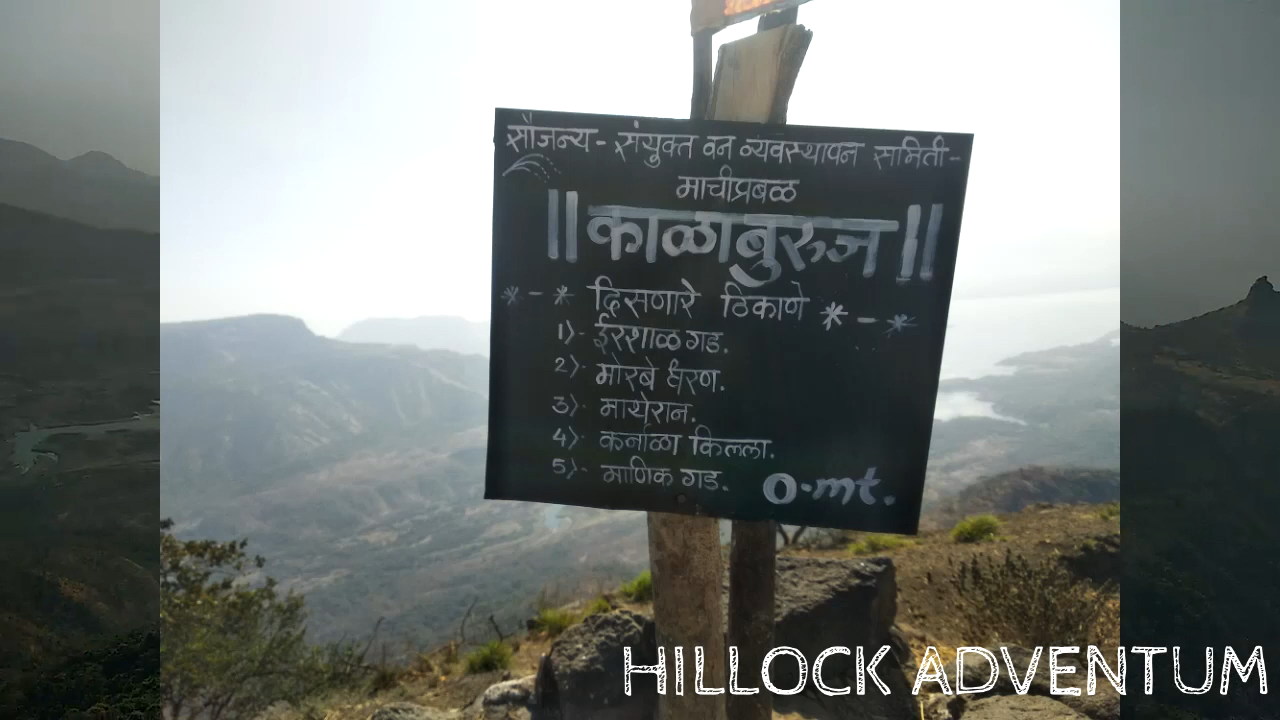 सौजन्य- संयुक्त वन व्यवस्थापन समिती-
माचीप्रबळ
||काळाबुरुज||
*-* दिसणारे ठिकाणे *-*
1)· ईरशाळ गड.
2)· मोरबे धरण.
3)· माथेरान.
4)· कर्नाळा किल्ला.
5)· माणिक गड.
0·mt.
HILLOCK ADVENTUM